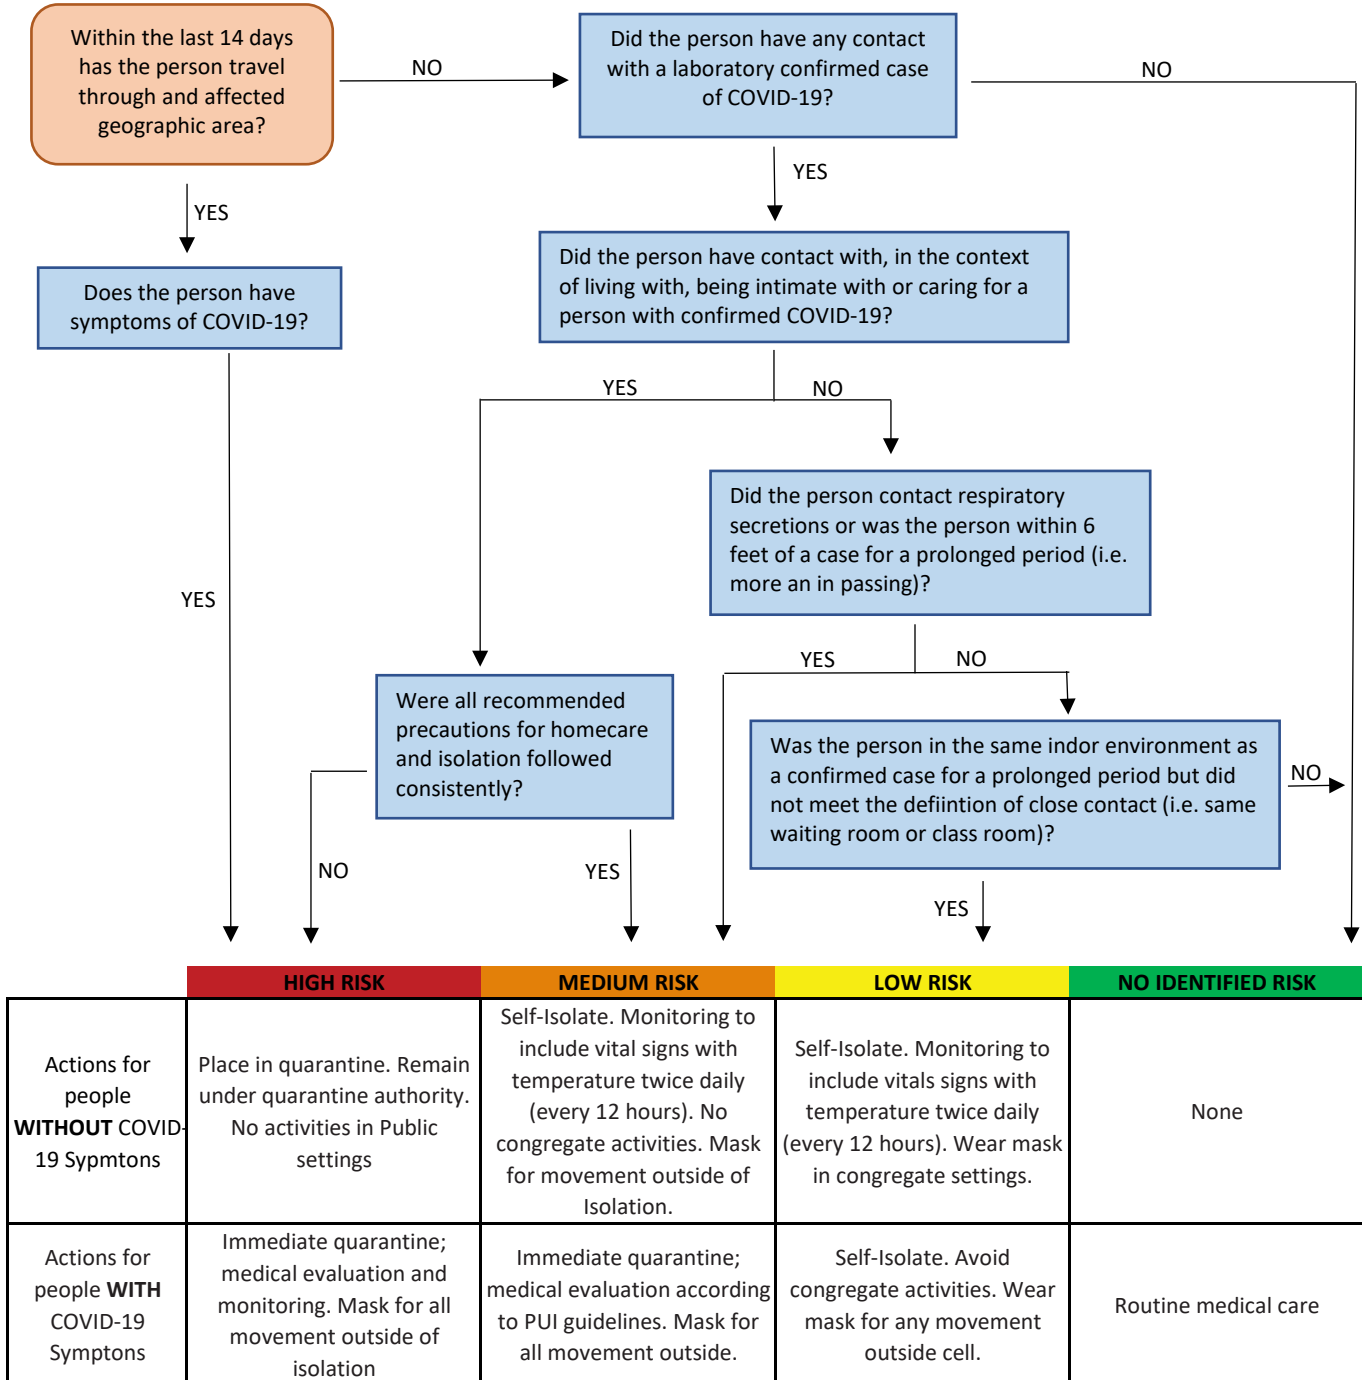 Within the last 14 days
has the person travel
through and affected
geographic area?
NO
Did the person have any contact
with a laboratory confirmed case
of COVID-19?
NO
YES
YES
Does the person have
symptoms of COVID-19?
Did the person have contact with, in the context
of living with, being intimate with or caring for a
person with confirmed COVID-19?
YES
NO
Did the person contact respiratory
secretions or was the person within 6
feet of a case for a prolonged period (i.e.
more an in passing)?
YES
YES
NO
Were all recommended
precautions for homecare
and isolation followed
consistently?
Was the person in the same indor environment as
a confirmed case for a prolonged period but did
not meet the defiintion of close contact (i.e. same
waiting room or class room)?
NO
NO
YES
YES
HIGH RISK
MEDIUM RISK
LOW RISK
NO IDENTIFIED RISK
Actions for
people
WITHOUT COVID-
19 Sypmtons
Place in quarantine. Remain
under quarantine authority.
No activities in Public
settings
Self-Isolate. Monitoring to
include vital signs with
temperature twice daily
(every 12 hours). No
congregate activities. Mask
for movement outside of
Isolation.
Self-Isolate. Monitoring to
include vitals signs with
temperature twice daily
(every 12 hours). Wear mask
in congregate settings.
None
Actions for
people WITH
COVID-19
Symptons
Immediate quarantine;
medical evaluation and
monitoring. Mask for all
movement outside of
isolation
Immediate quarantine;
medical evaluation according
to PUI guidelines. Mask for
all movement outside.
Self-Isolate. Avoid
congregate activities. Wear
mask for any movement
outside cell.
Routine medical care